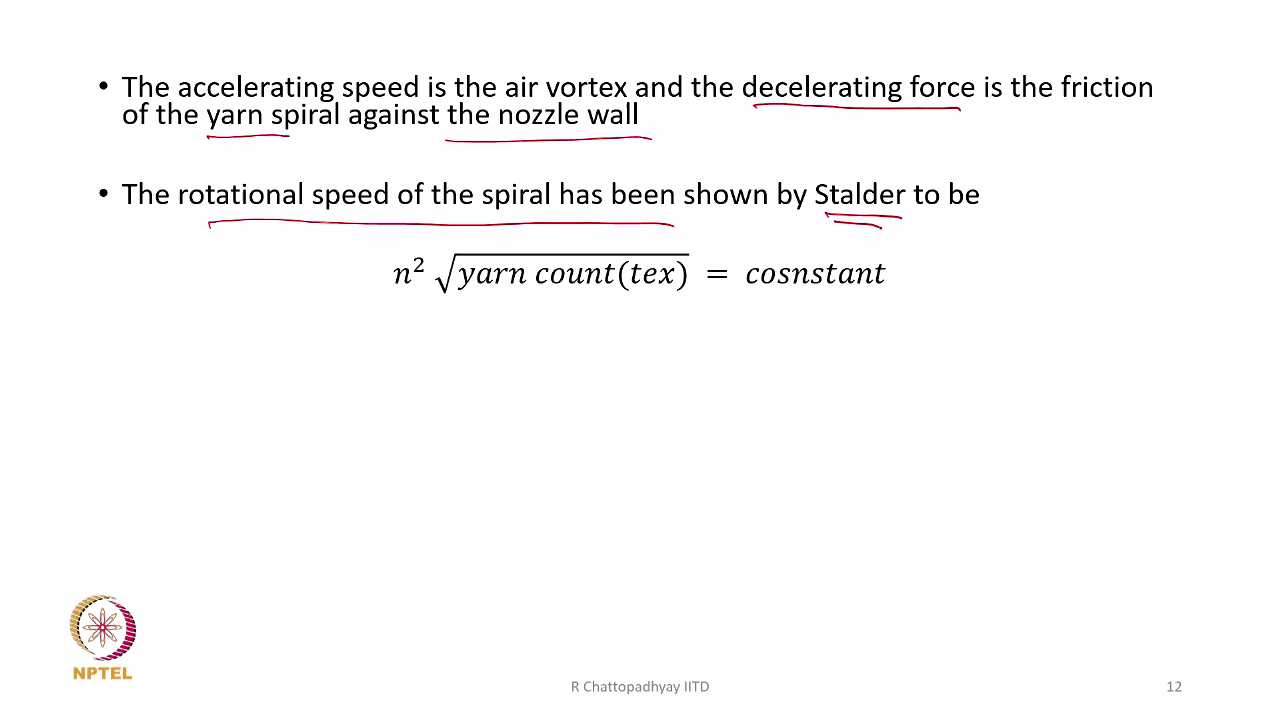 • The accelerating speed is the air vortex and the decelerating force is the friction
of the yarn spiral against the nozzle wall
• The rotational speed of the spiral has been shown by Stalder to be
n² √yarn count(tex) = cosnstant
NPTEL
R Chattopadhyay IITD
12